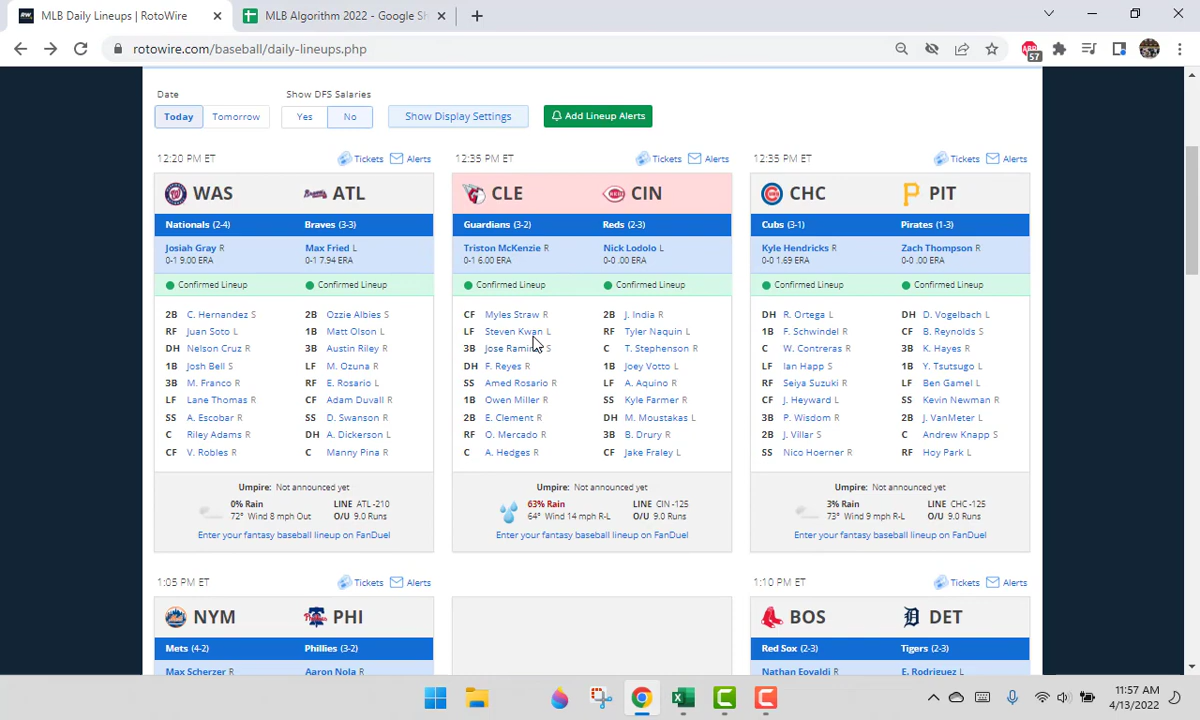 MLB Daily Lineups | RotoWire
MLB Algorithm 2022 - Google Sh
rotowire.com/baseball/daily-lineups.php
57
Date
Show DFS Salaries
Today
Tomorrow
Yes
No
Show Display Settings
Add Lineup Alerts
12:20 PM ET
Tickets
Alerts
WAS
ATL
Nationals (2-4)
Braves (3-3)
Josiah Gray R
Max Fried L
0-1 9.00 ERA
0-1 7.94 ERA
Confirmed Lineup
Confirmed Lineup
2B C. Hernandez S
2B Ozzie Albies S
RF Juan Soto L
1B Matt Olson L
DH Nelson Cruz R
3B Austin Riley R
1B Josh Bell S
LF M. Ozuna R
3B M. Franco R
RF E. Rosario L
LF Lane Thomas R
CF Adam Duvall R
SS A. Escobar R
SS D. Swanson R
C Riley Adams R
DH A. Dickerson L
CF V. Robles R
C Manny Pina R
Umpire: Not announced yet
0% Rain
LINE ATL -210
72° Wind 8 mph Out
O/U 9.0 Runs
Enter your fantasy baseball lineup on FanDuel
12:35 PM ET
Tickets
Alerts
CLE
CIN
Guardians (3-2)
Reds (2-3)
Triston McKenzie R
Nick Lodolo L
0-1 6.00 ERA
0-0 .00 ERA
Confirmed Lineup
Confirmed Lineup
CF Myles Straw R
2B J. India R
LF Steven Kwan L
RF Tyler Naquin L
3B Jose Ramir S
C T. Stephenson R
DH F. Reyes R
1B Joey Votto L
SS Amed Rosario R
LF A. Aquino R
1B Owen Miller R
SS Kyle Farmer R
2B E. Clement R
DH M. Moustakas L
RF O. Mercado R
3B B. Drury R
C A. Hedges R
CF Jake Fraley L
Umpire: Not announced yet
63% Rain
LINE CIN -125
64° Wind 14 mph R-L
O/U 9.0 Runs
Enter your fantasy baseball lineup on FanDuel
12:35 PM ET
Tickets
Alerts
CHC
PIT
Cubs (3-1)
Pirates (1-3)
Kyle Hendricks R
Zach Thompson R
0-0 1.69 ERA
0-0 .00 ERA
Confirmed Lineup
Confirmed Lineup
DH R. Ortega L
DH D. Vogelbach L
1B F. Schwindel R
CF B. Reynolds S
C W. Contreras R
3B K. Hayes R
LF Ian Happ S
1B Y. Tsutsugo L
RF Seiya Suzuki R
LF Ben Gamel L
CF J. Heyward L
SS Kevin Newman R
3B P. Wisdom R
2B J. VanMeter L
2B J. Villar S
C Andrew Knapp S
SS Nico Hoerner R
RF Hoy Park L
Umpire: Not announced yet
3% Rain
LINE CHC -125
73° Wind 9 mph R-L
O/U 9.0 Runs
Enter your fantasy baseball lineup on FanDuel
1:05 PM ET
Tickets
Alerts
NYM
PHI
Mets (4-2)
Phillies (3-2)
Max Scherzer R
Aaron Nola R
1:10 PM ET
Tickets
Alerts
BOS
DET
Red Sox (2-3)
Tigers (2-3)
Nathan Eovaldi R
E. Rodriguez L
11:57 AM
4/13/2022